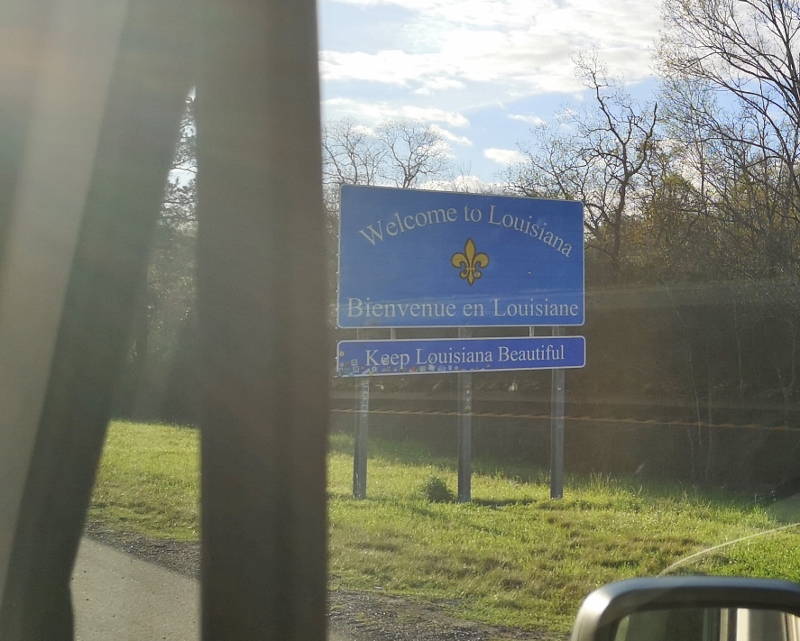 Welcome to Louisiana
Bienvenue en Louisiane
Keep Louisiana Beautiful